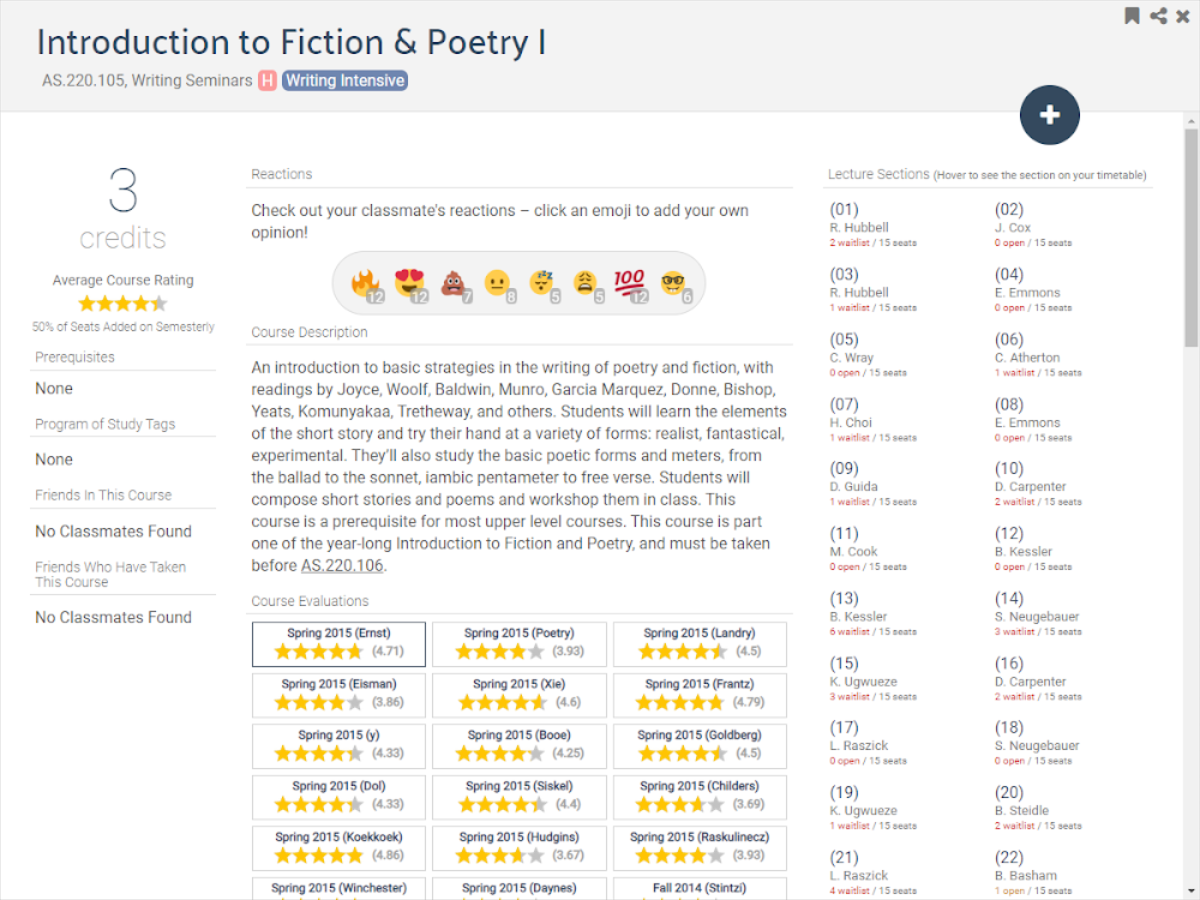 Introduction to Fiction & Poetry I
AS.220.105, Writing Seminars H Writing Intensive
3
credits
Average Course Rating
50% of Seats Added on Semesterly
Prerequisites
None
Program of Study Tags
None
Friends In This Course
No Classmates Found
Friends Who Have Taken
This Course
No Classmates Found
Reactions
Check out your classmate's reactions – click an emoji to add your own
opinion!
12 12 7 8 5 5 100 12 6
Course Description
An introduction to basic strategies in the writing of poetry and fiction, with
readings by Joyce, Woolf, Baldwin, Munro, Garcia Marquez, Donne, Bishop,
Yeats, Komunyakaa, Tretheway, and others. Students will learn the elements
of the short story and try their hand at a variety of forms: realist, fantastical,
experimental. They'll also study the basic poetic forms and meters, from
the ballad to the sonnet, iambic pentameter to free verse. Students will
compose short stories and poems and workshop them in class. This
course is a prerequisite for most upper level courses. This course is part
one of the year-long Introduction to Fiction and Poetry, and must be taken
before AS.220.106.
Course Evaluations
Spring 2015 (Ernst) Spring 2015 (Poetry) Spring 2015 (Landry)
(4.71) (3.93) (4.5)
Spring 2015 (Eisman) Spring 2015 (Xie) Spring 2015 (Frantz)
(3.86) (4.6) (4.79)
Spring 2015 (y) Spring 2015 (Booe) Spring 2015 (Goldberg)
(4.33) (4.25) (4.5)
Spring 2015 (Dol) Spring 2015 (Siskel) Spring 2015 (Childers)
(4.33) (4.4) (3.69)
Spring 2015 (Koekkoek) Spring 2015 (Hudgins) Spring 2015 (Raskulinecz)
(4.86) (3.67) (3.93)
Spring 2015 (Winchester) Spring 2015 (Daynes) Fall 2014 (Stintzi)
Lecture Sections (Hover to see the section on your timetable)
(01) (02)
R. Hubbell J. Cox
2 waitlist / 15 seats 0 open / 15 seats
(03) (04)
R. Hubbell E. Emmons
1 waitlist / 15 seats 0 open / 15 seats
(05) (06)
C. Wray C. Atherton
0 open / 15 seats 1 waitlist / 15 seats
(07) (08)
H. Choi E. Emmons
1 waitlist / 15 seats 0 open / 15 seats
(09) (10)
D. Guida D. Carpenter
1 waitlist / 15 seats 2 waitlist / 15 seats
(11) (12)
M. Cook B. Kessler
0 open / 15 seats 0 open / 15 seats
(13) (14)
B. Kessler S. Neugebauer
6 waitlist / 15 seats 3 waitlist / 15 seats
(15) (16)
K. Ugwueze D. Carpenter
3 waitlist / 15 seats 2 waitlist / 15 seats
(17) (18)
L. Raszick S. Neugebauer
0 open / 15 seats 0 open / 15 seats
(19) (20)
K. Ugwueze B. Steidle
1 waitlist / 15 seats 2 waitlist / 15 seats
(21) (22)
L. Raszick B. Basham
4 waitlist / 15 seats 1 open / 15 seats